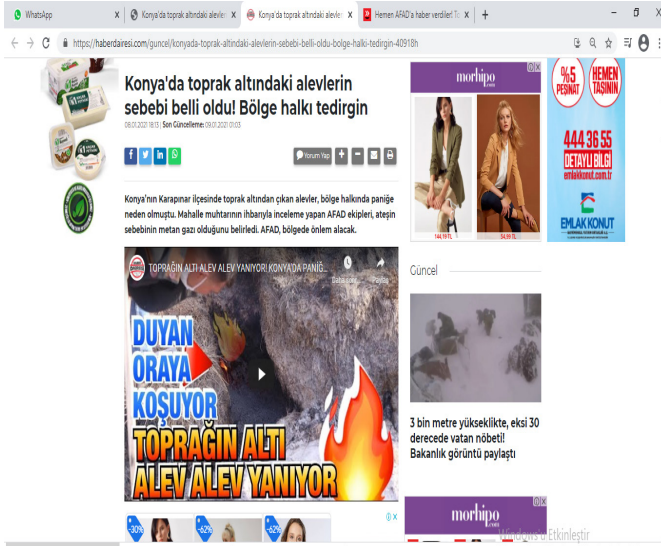 WhatsApp
Konya'da toprak altındaki alevler
Konya'da toprak altındaki alevler
Hemen AFAD'a haber verdiler! To
https://haberdairesi.com/guncel/konyada-toprak-altindaki-alevlerin-sebebi-belli-oldu-bolge-halki-tedirgin-40918h
Konya'da toprak altındaki alevlerin
sebebi belli oldu! Bölge halkı tedirgin
08.01.2021 18:13 | Son Güncelleme: 09.01.2021 01:03
Yorum Yap
Konya'nın Karapınar ilçesinde toprak altından çıkan alevler, bölge halkında paniğe
neden olmuştu. Mahalle muhtarının ihbarıyla inceleme yapan AFAD ekipleri, ateşin
sebebinin metan gazı olduğunu belirledi. AFAD, bölgede önlem alacak.
TOPRAĞIN ALTI ALEV ALEV YANIYOR! KONYA'DA PANİĞ...
Paylaş
DUYAN
ORAYA
KOŞUYOR
TOPRAĞIN ALTI
ALEV ALEV YANIYOR
-30%
-62%
-62%
morhipo
.com
144,99 TL
54,99 TL
Güncel
3 bin metre yükseklikte, eksi 30
derecede vatan nöbeti!
Bakanlık görüntü paylaştı
morhipo
.com
%5
PEŞİNAT
HEMEN
TAŞININ
444 36 55
DETAYLI BİLGİ
emlakkonut.com.tr
EMLAK KONUT
Windows'u Etkinleştir